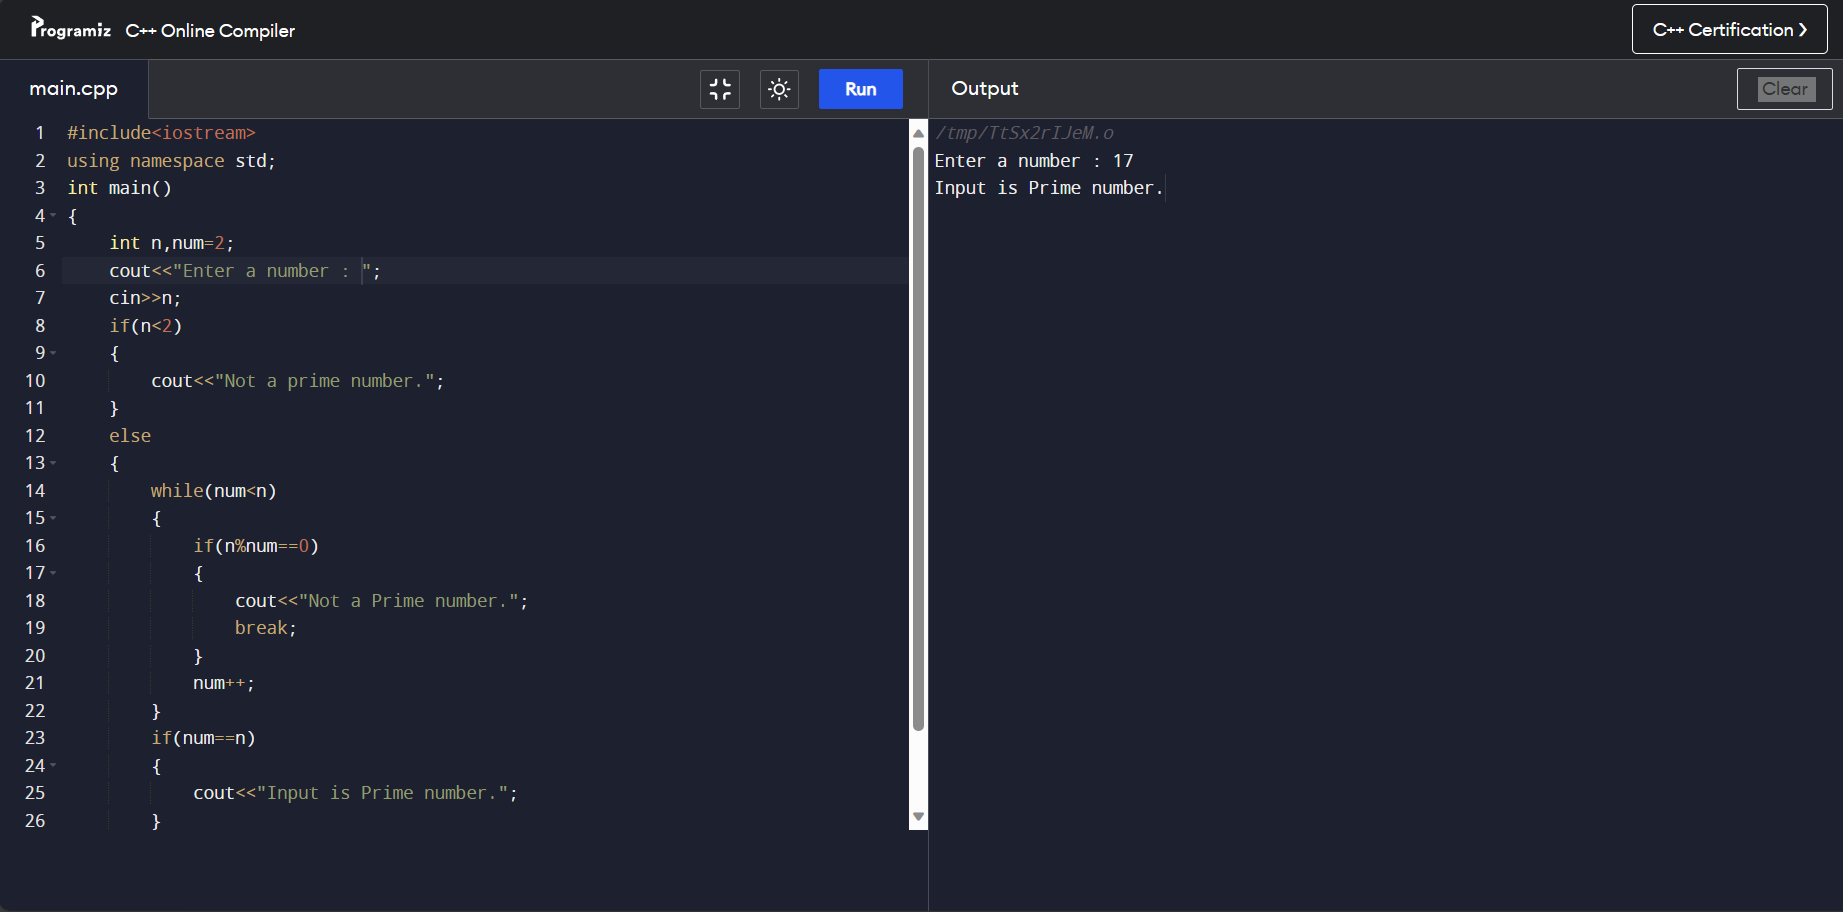 Programiz C++ Online Compiler
C++ Certification ❯
main.cpp
Run
1 #include<iostream>
2 using namespace std;
3 int main()
4 {
5     int n,num=2;
6     cout<<"Enter a number : ";
7     cin>>n;
8     if(n<2)
9     {
10         cout<<"Not a prime number.";
11     }
12     else
13     {
14         while(num<n)
15         {
16             if(n%num==0)
17             {
18                 cout<<"Not a Prime number.";
19                 break;
20             }
21             num++;
22         }
23         if(num==n)
24         {
25             cout<<"Input is Prime number.";
26         }
Output
Clear
/tmp/TtSx2rIJeM.o
Enter a number : 17
Input is Prime number.